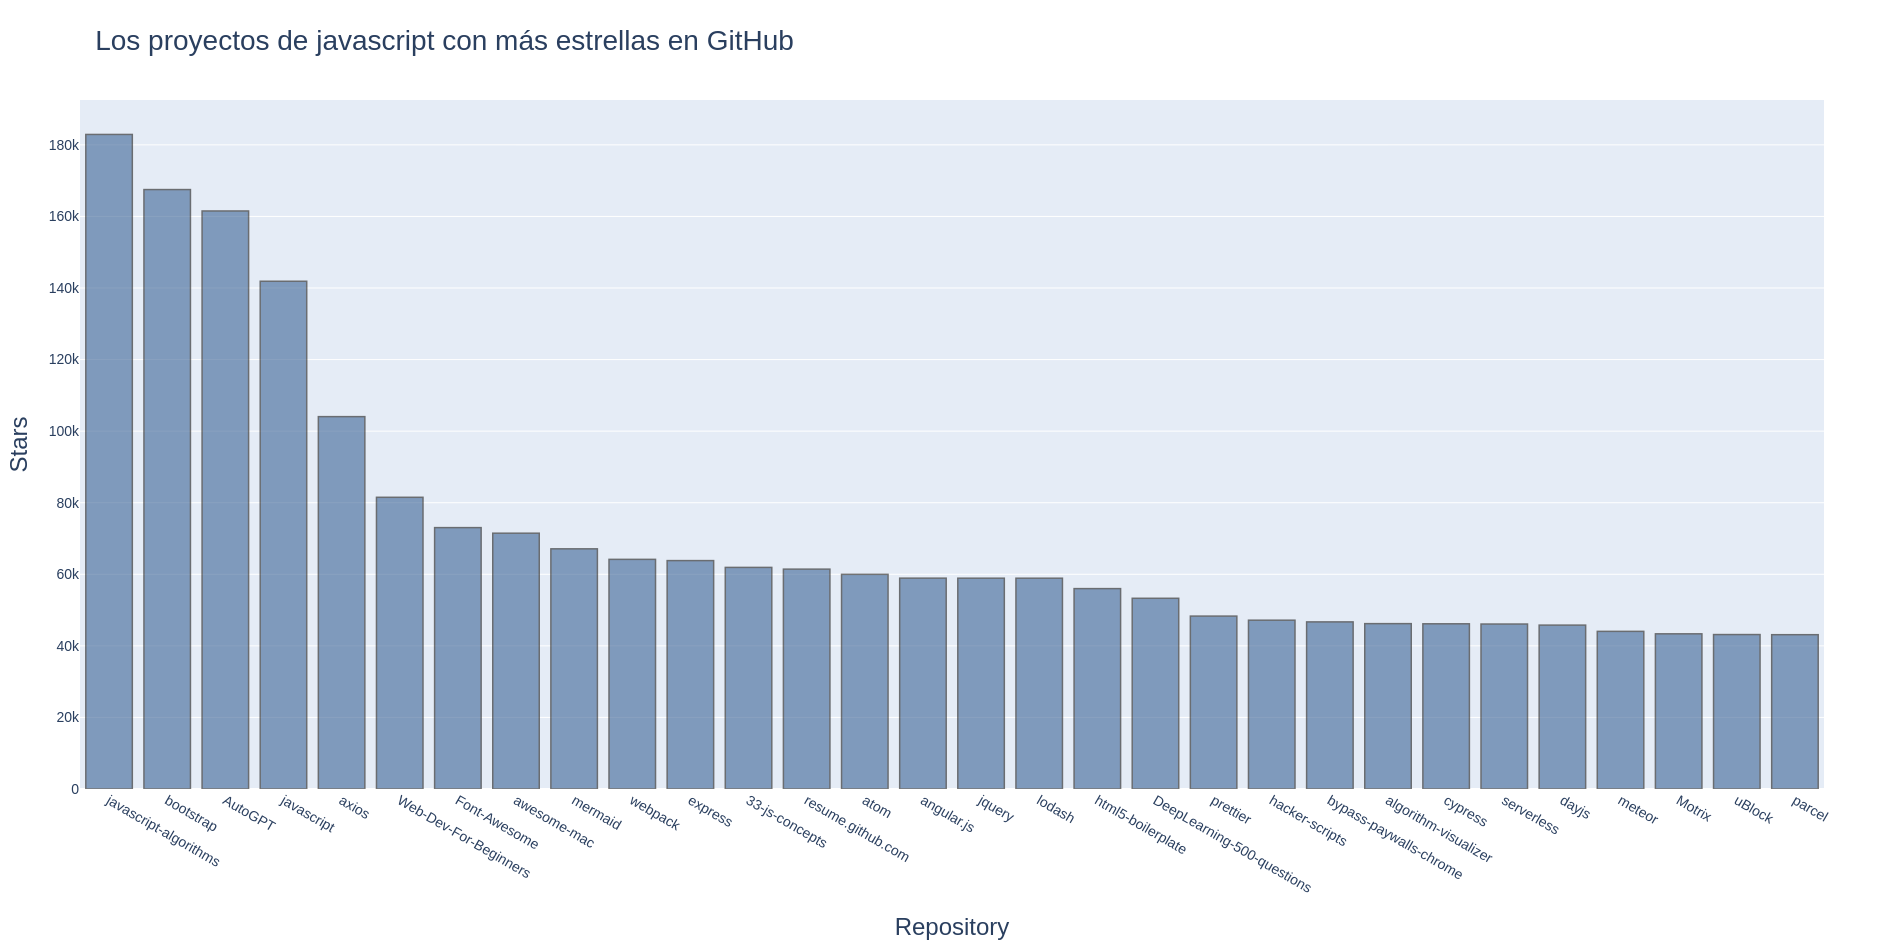 Los proyectos de javascript con más estrellas en GitHub
Stars
180k
160k
140k
120k
100k
80k
60k
40k
20k
0
javascript-algorithms
bootstrap
AutoGPT
javascript
axios
Web-Dev-For-Beginners
Font-Awesome
awesome-mac
mermaid
webpack
express
33-js-concepts
resume.github.com
atom
angular.js
jquery
lodash
html5-boilerplate
DeepLearning-500-questions
prettier
hacker-scripts
bypass-paywalls-chrome
algorithm-visualizer
cypress
serverless
dayjs
meteor
Motrix
uBlock
parcel
Repository